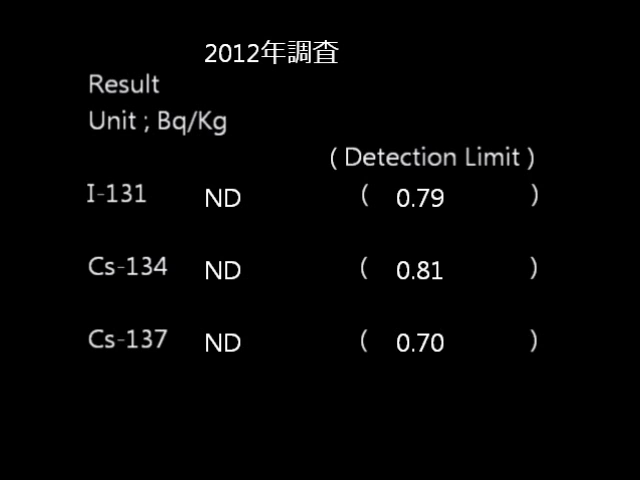 2012年調査
Result
Unit ; Bq/Kg
( Detection Limit )
I-131 ND ( 0.79 )
Cs-134 ND ( 0.81 )
Cs-137 ND ( 0.70 )